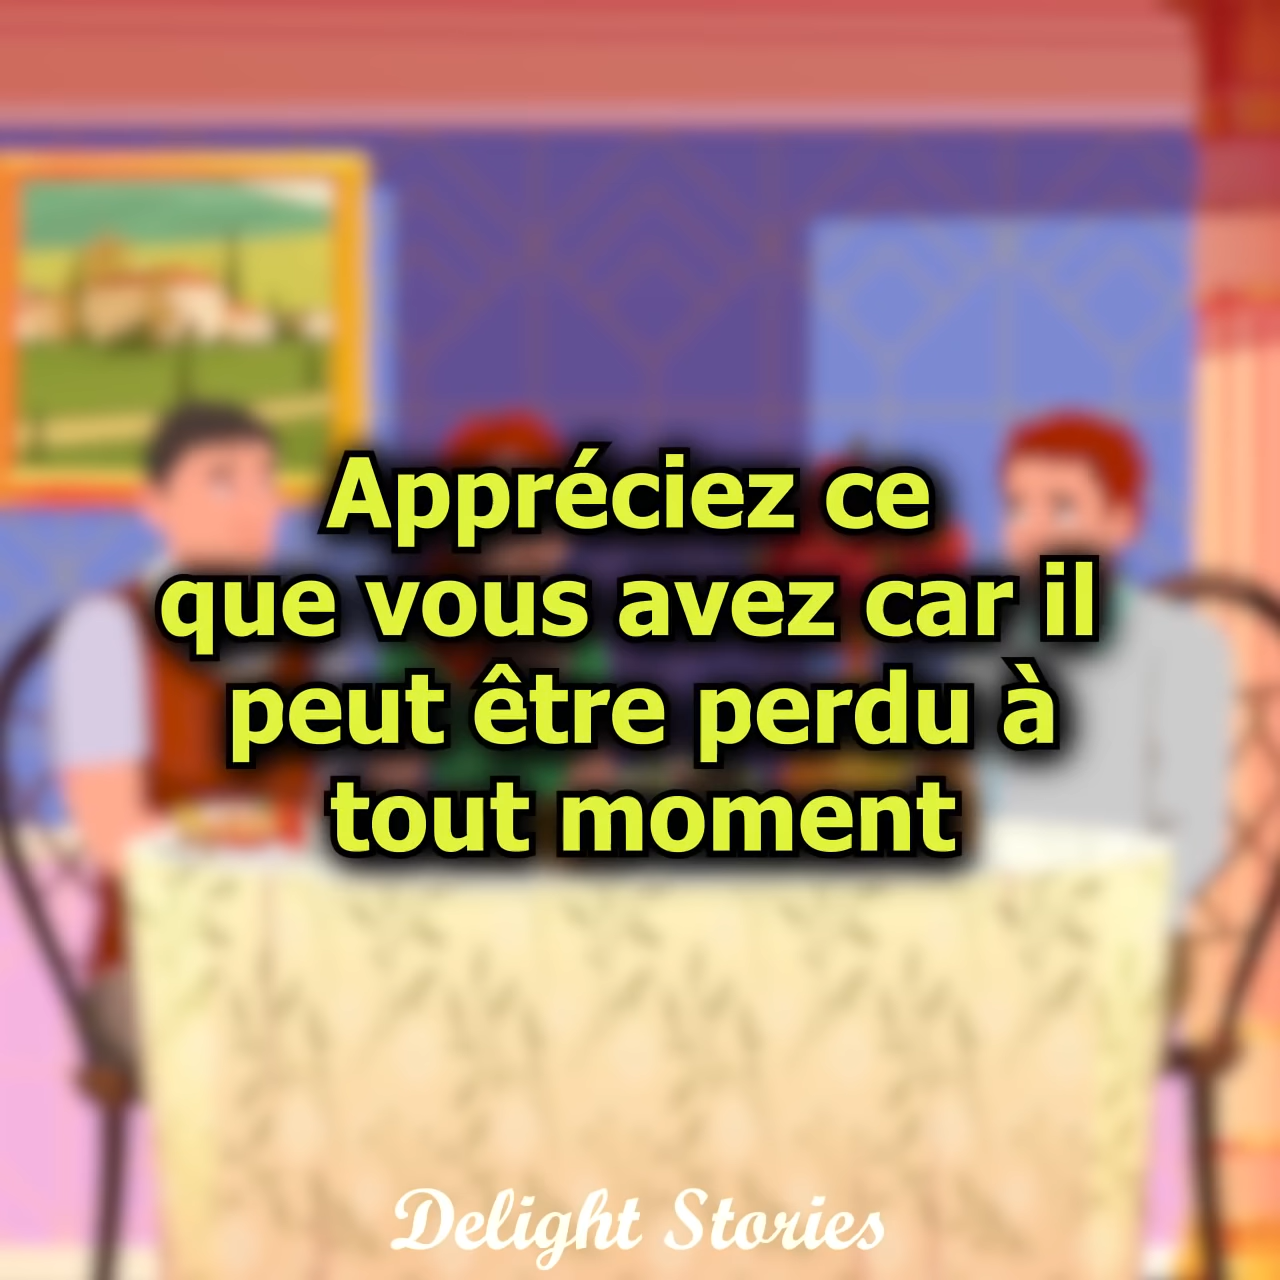 Appréciez ce
que vous avez car il
peut être perdu à
tout moment
Delight Stories